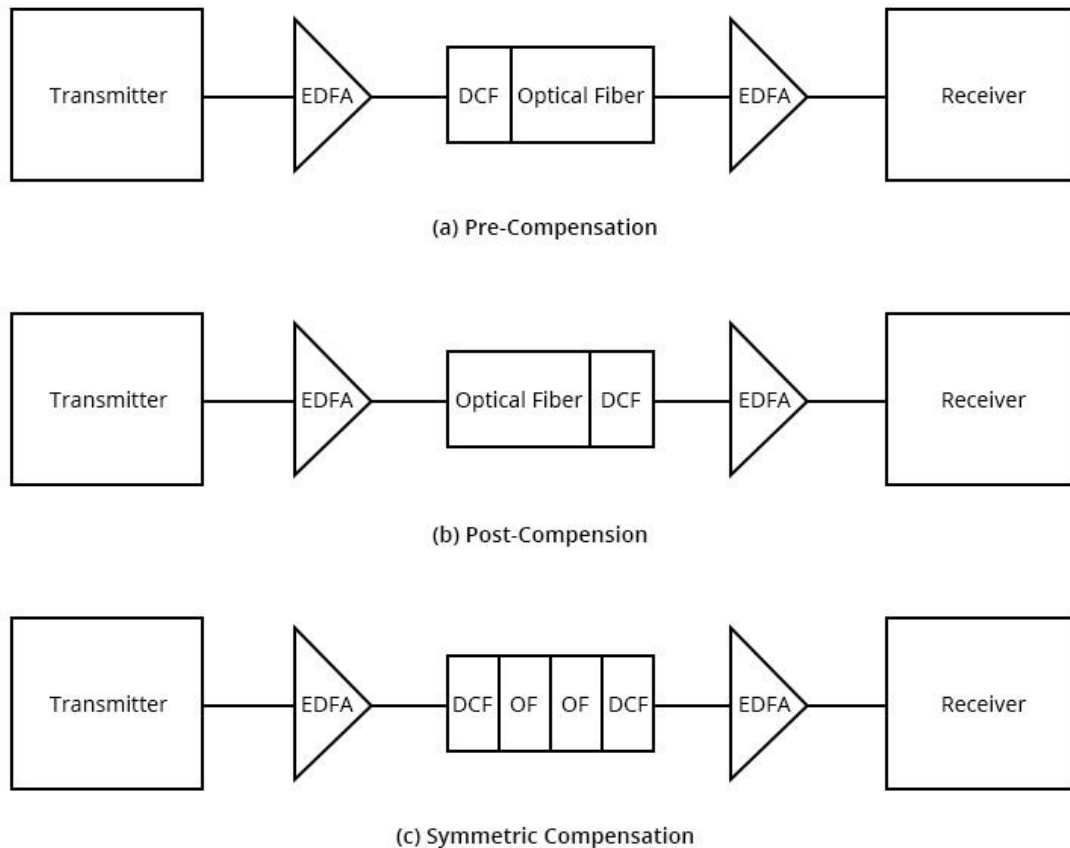 Transmitter EDFA DCF Optical Fiber EDFA Receiver
(a) Pre-Compensation
Transmitter EDFA Optical Fiber DCF EDFA Receiver
(b) Post-Compension
Transmitter EDFA DCF OF OF DCF EDFA Receiver
(c) Symmetric Compensation